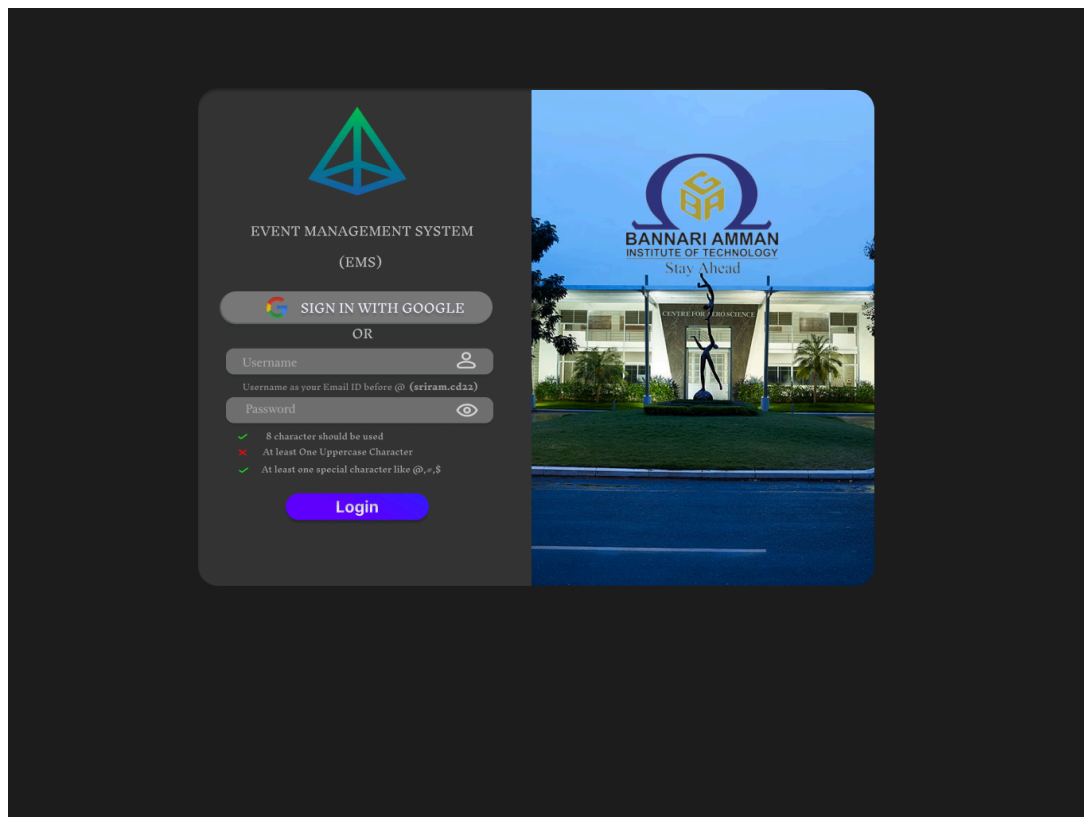 EVENT MANAGEMENT SYSTEM
(EMS)
SIGN IN WITH GOOGLE
OR
Username
Username as your Email ID before @ (sriram.cd22)
Password
8 character should be used
At least One Uppercase Character
At least one special character like @,#,$
Login
BANNARI AMMAN
INSTITUTE OF TECHNOLOGY
Stay Ahead
CENTRE FOR AERO SCIENCE